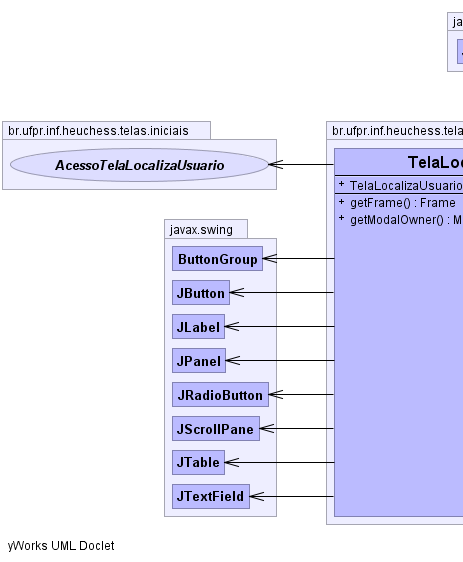 ja
br.ufpr.inf.heuchess.telas.iniciais
AcessoTelaLocalizaUsuario
br.ufpr.inf.heuchess.tela
TelaLo
+ TelaLocalizaUsuario
+ getFrame() : Frame
+ getModalOwner() : M
javax.swing
ButtonGroup
JButton
JLabel
JPanel
JRadioButton
JScrollPane
JTable
JTextField
yWorks UML Doclet